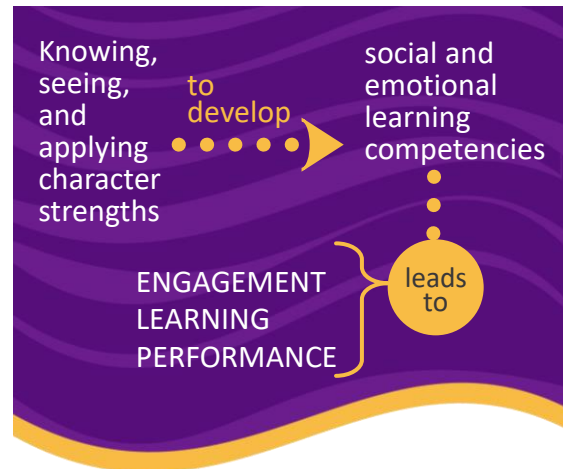 Knowing,
seeing,
and
applying
character
strengths
to
develop
social and
emotional
learning
competencies
leads
to
ENGAGEMENT
LEARNING
PERFORMANCE